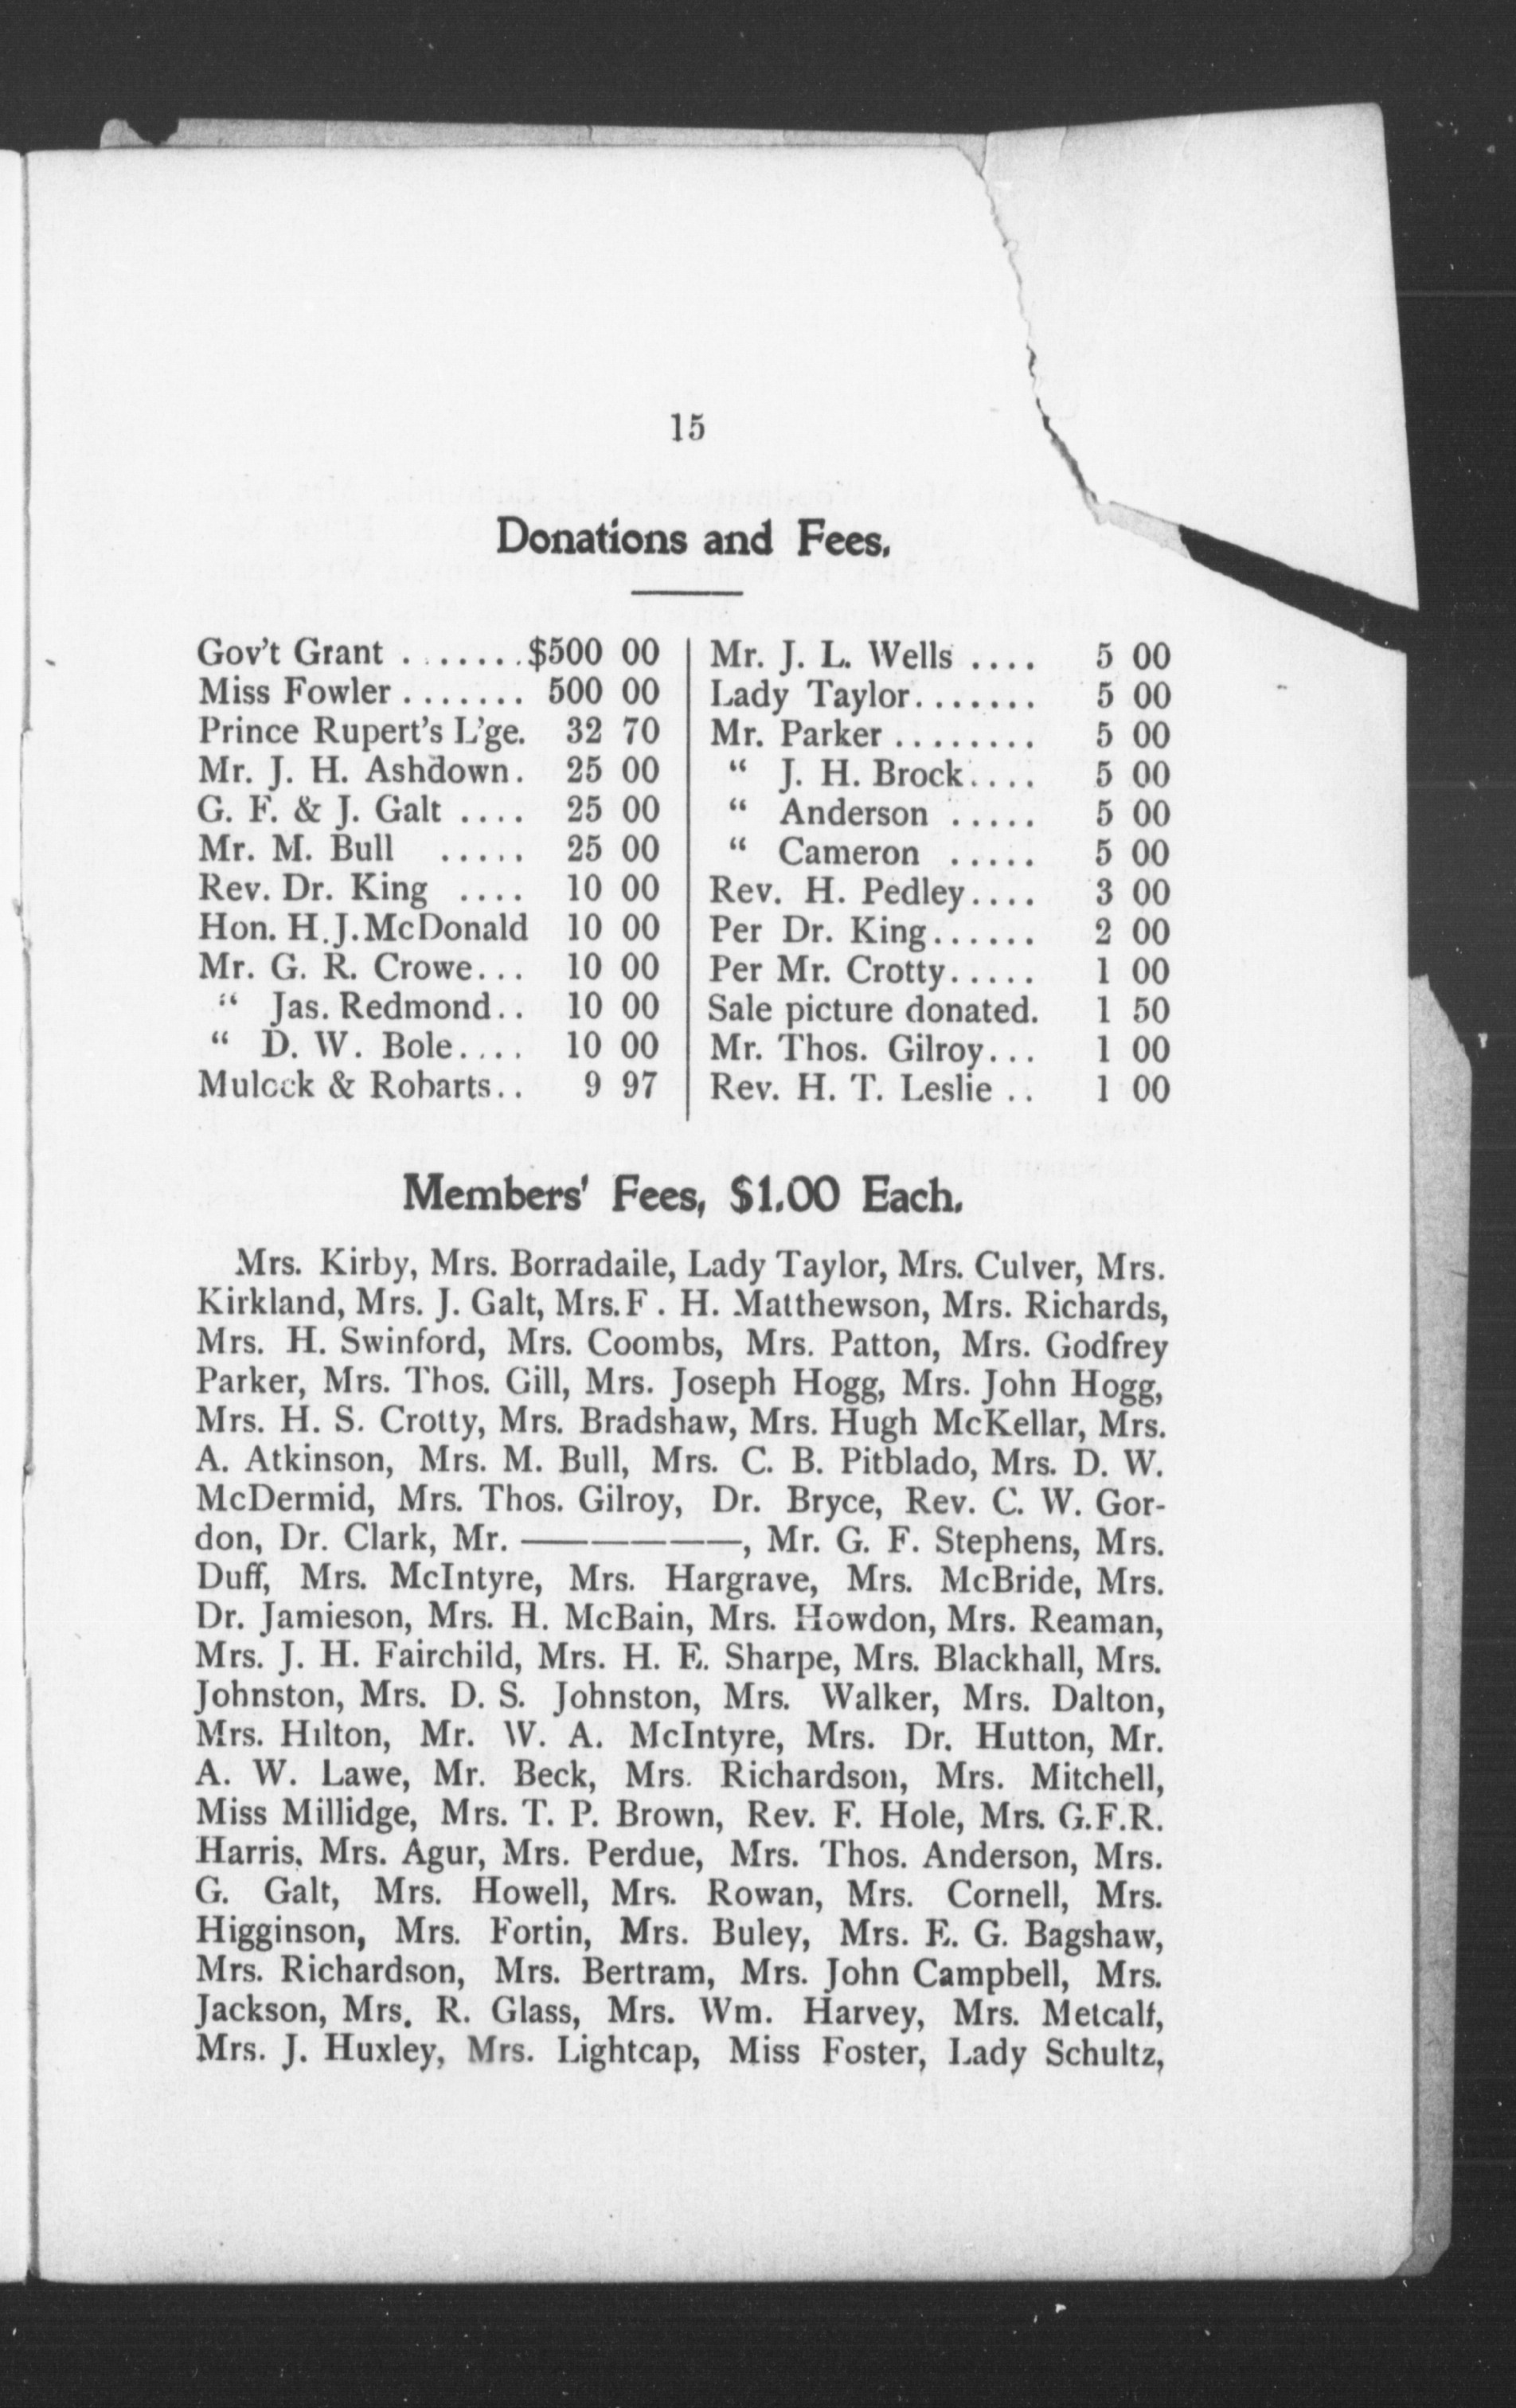 15
Donations and Fees.
Gov't Grant ........$500 00
Miss Fowler ....... 500 00
Prince Rupert's L'ge. 32 70
Mr. J. H. Ashdown. 25 00
G. F. & J. Galt .... 25 00
Mr. M. Bull ..... 25 00
Rev. Dr. King .... 10 00
Hon. H.J.McDonald 10 00
Mr. G. R. Crowe... 10 00
" Jas. Redmond.. 10 00
" D. W. Bole.... 10 00
Mulock & Robarts.. 9 97
Mr. J. L. Wells .... 5 00
Lady Taylor....... 5 00
Mr. Parker ........ 5 00
" J. H. Brock.... 5 00
" Anderson ..... 5 00
" Cameron ..... 5 00
Rev. H. Pedley.... 3 00
Per Dr. King...... 2 00
Per Mr. Crotty..... 1 00
Sale picture donated. 1 50
Mr. Thos. Gilroy... 1 00
Rev. H. T. Leslie .. 1 00
Members' Fees, $1.00 Each.
Mrs. Kirby, Mrs. Borradaile, Lady Taylor, Mrs. Culver, Mrs.
Kirkland, Mrs. J. Galt, Mrs.F . H. Matthewson, Mrs. Richards,
Mrs. H. Swinford, Mrs. Coombs, Mrs. Patton, Mrs. Godfrey
Parker, Mrs. Thos. Gill, Mrs. Joseph Hogg, Mrs. John Hogg,
Mrs. H. S. Crotty, Mrs. Bradshaw, Mrs. Hugh McKellar, Mrs.
A. Atkinson, Mrs. M. Bull, Mrs. C. B. Pitblado, Mrs. D. W.
McDermid, Mrs. Thos. Gilroy, Dr. Bryce, Rev. C. W. Gor-
don, Dr. Clark, Mr. ——————, Mr. G. F. Stephens, Mrs.
Duff, Mrs. McIntyre, Mrs. Hargrave, Mrs. McBride, Mrs.
Dr. Jamieson, Mrs. H. McBain, Mrs. Howdon, Mrs. Reaman,
Mrs. J. H. Fairchild, Mrs. H. E. Sharpe, Mrs. Blackhall, Mrs.
Johnston, Mrs. D. S. Johnston, Mrs. Walker, Mrs. Dalton,
Mrs. Hilton, Mr. W. A. McIntyre, Mrs. Dr. Hutton, Mr.
A. W. Lawe, Mr. Beck, Mrs. Richardson, Mrs. Mitchell,
Miss Millidge, Mrs. T. P. Brown, Rev. F. Hole, Mrs. G.F.R.
Harris, Mrs. Agur, Mrs. Perdue, Mrs. Thos. Anderson, Mrs.
G. Galt, Mrs. Howell, Mrs. Rowan, Mrs. Cornell, Mrs.
Higginson, Mrs. Fortin, Mrs. Buley, Mrs. E. G. Bagshaw,
Mrs. Richardson, Mrs. Bertram, Mrs. John Campbell, Mrs.
Jackson, Mrs. R. Glass, Mrs. Wm. Harvey, Mrs. Metcalf,
Mrs. J. Huxley, Mrs. Lightcap, Miss Foster, Lady Schultz,